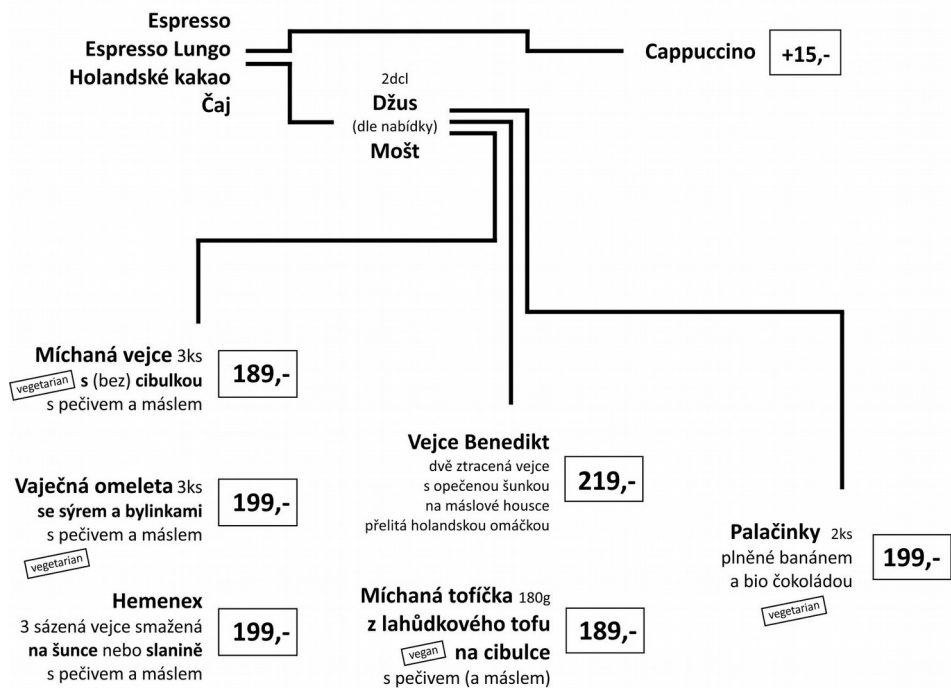 Espresso
Espresso Lungo
Holandské kakao
Čaj
Cappuccino +15,-
2dcl
Džus
(dle nabídky)
Mošt
Míchaná vejce 3ks
vegetarian s (bez) cibulkou
s pečivem a máslem
189,-
Vaječná omeleta 3ks
se sýrem a bylinkami
s pečivem a máslem
vegetarian
199,-
Hemenex
3 sázená vejce smažená
na šunce nebo slanině
s pečivem a máslem
199,-
Vejce Benedikt
dvě ztracená vejce
s opečenou šunkou
na máslové housce
přelitá holandskou omáčkou
219,-
Míchaná tofíčka 180g
z lahůdkového tofu
vegan na cibulce
s pečivem (a máslem)
189,-
Palačinky 2ks
plněné banánem
a bio čokoládou
vegetarian
199,-